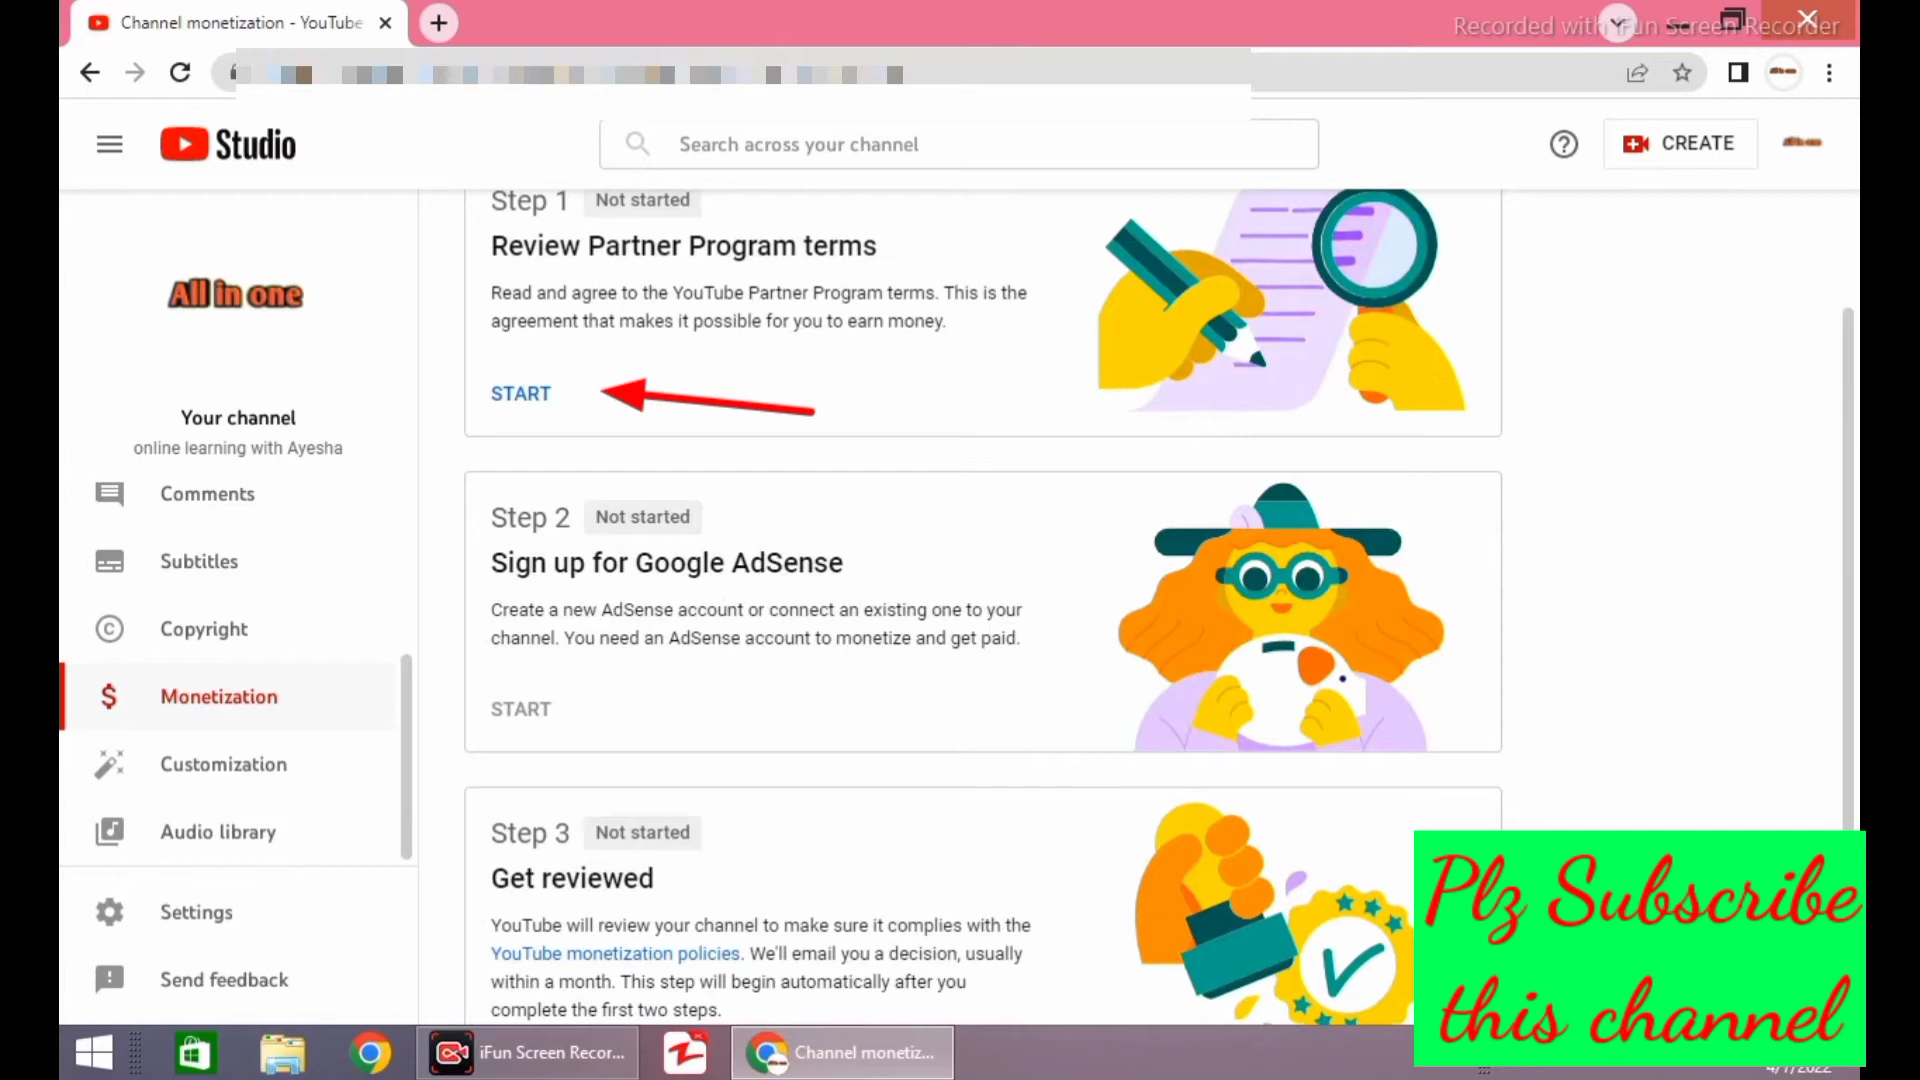 Channel monetization - YouTube
Recorded with iFun Screen Recorder
Studio
Search across your channel
CREATE
All in one
Your channel
online learning with Ayesha
Comments
Subtitles
Copyright
Monetization
Customization
Audio library
Settings
Send feedback
Step 1 Not started
Review Partner Program terms
Read and agree to the YouTube Partner Program terms. This is the
agreement that makes it possible for you to earn money.
START
Step 2 Not started
Sign up for Google AdSense
Create a new AdSense account or connect an existing one to your
channel. You need an AdSense account to monetize and get paid.
START
Step 3 Not started
Get reviewed
YouTube will review your channel to make sure it complies with the
YouTube monetization policies. We'll email you a decision, usually
within a month. This step will begin automatically after you
complete the first two steps.
Plz Subscribe
this channel
iFun Screen Recor...
Channel monetiz...